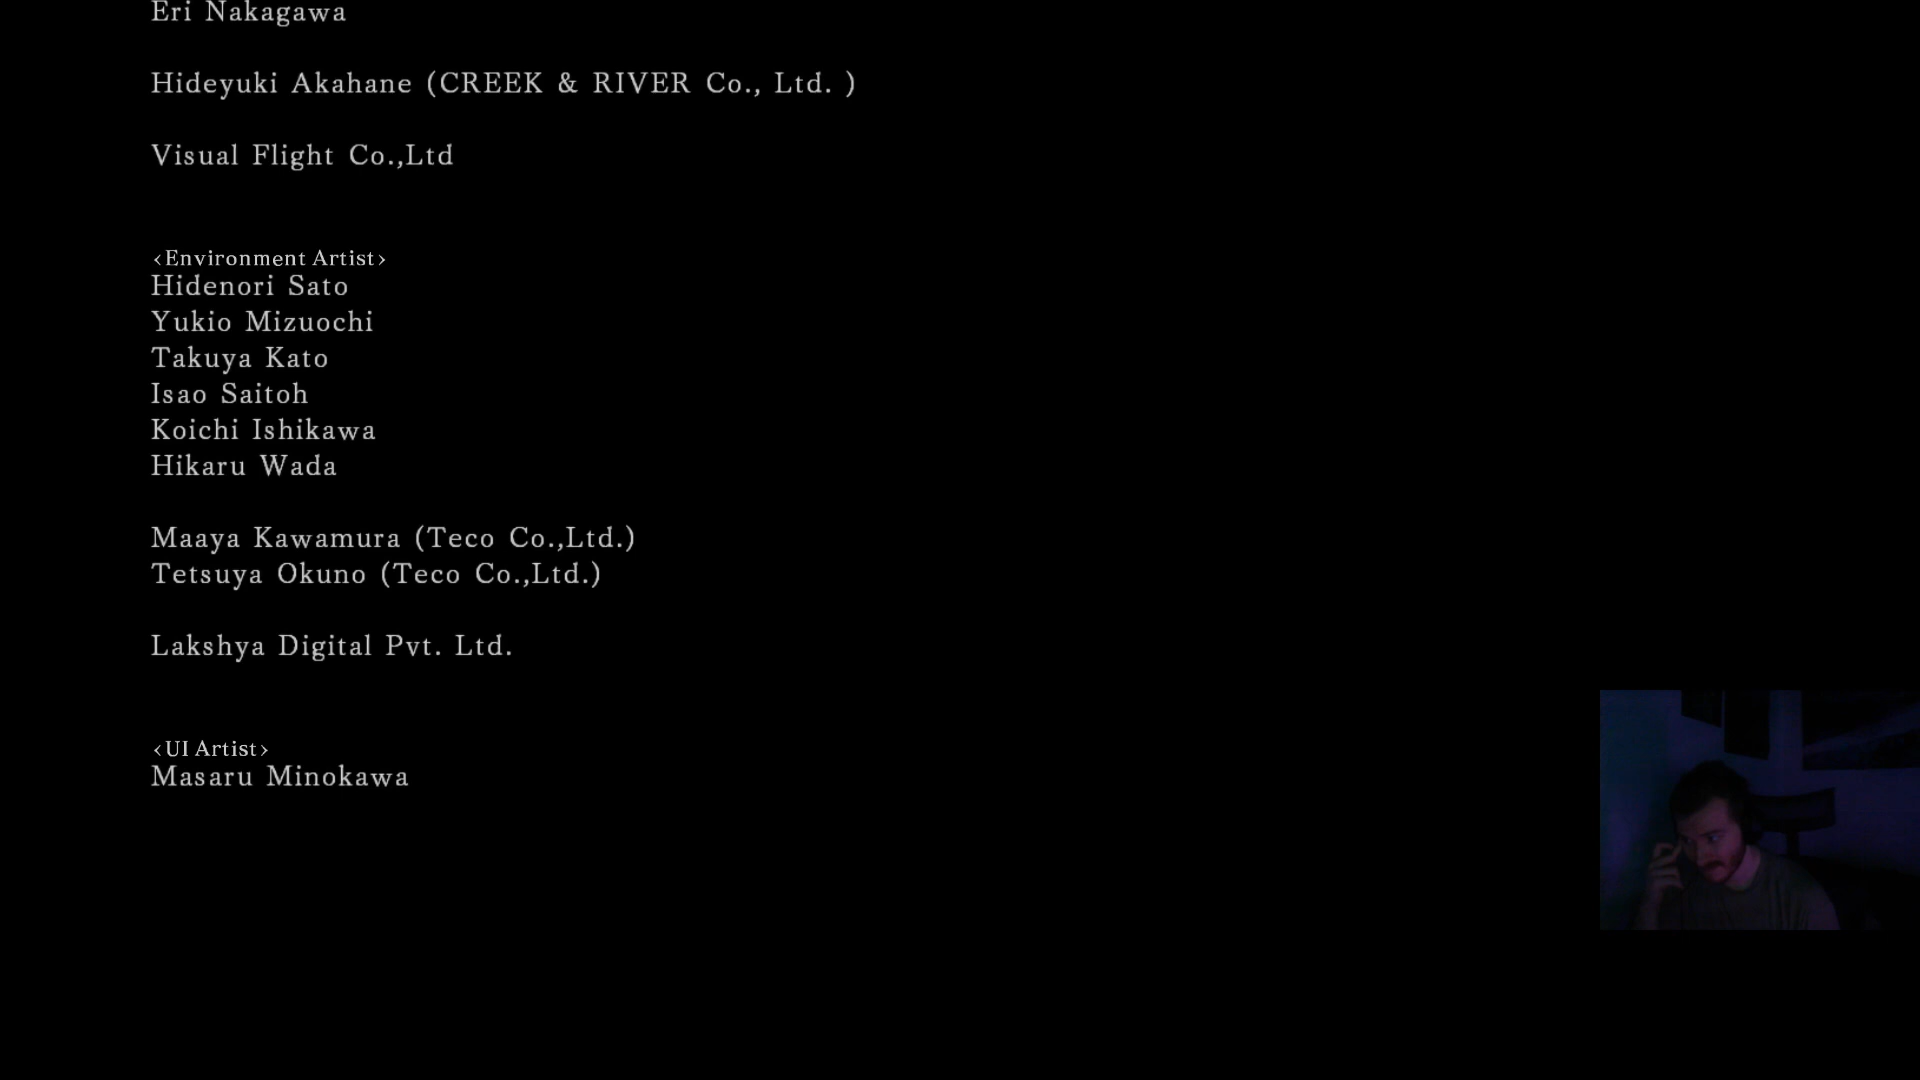 Eri Nakagawa
Hideyuki Akahane (CREEK & RIVER Co., Ltd. )
Visual Flight Co.,Ltd
‹Environment Artist›
Hidenori Sato
Yukio Mizuochi
Takuya Kato
Isao Saitoh
Koichi Ishikawa
Hikaru Wada
Maaya Kawamura (Teco Co.,Ltd.)
Tetsuya Okuno (Teco Co.,Ltd.)
Lakshya Digital Pvt. Ltd.
‹UI Artist›
Masaru Minokawa